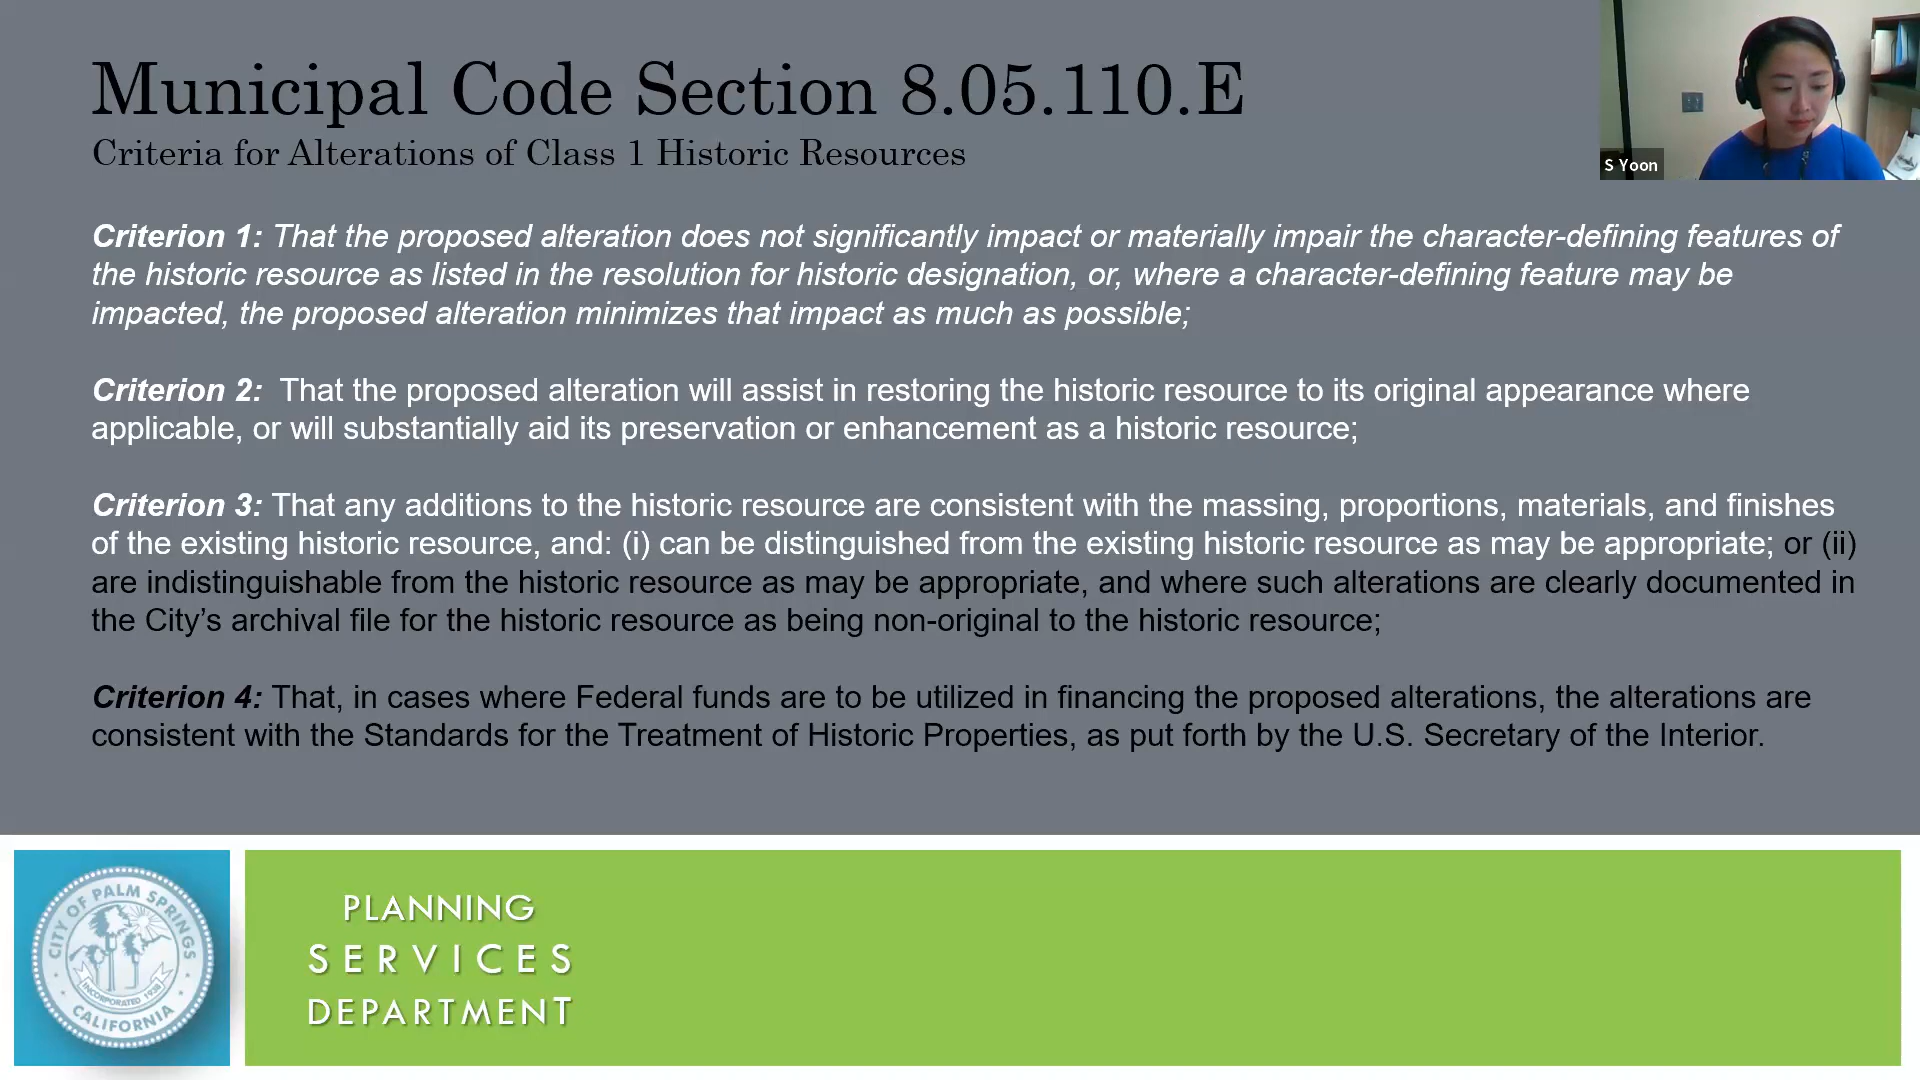 Municipal Code Section 8.05.110.E
Criteria for Alterations of Class 1 Historic Resources
S Yoon
Criterion 1: That the proposed alteration does not significantly impact or materially impair the character-defining features of
the historic resource as listed in the resolution for historic designation, or, where a character-defining feature may be
impacted, the proposed alteration minimizes that impact as much as possible;
Criterion 2: That the proposed alteration will assist in restoring the historic resource to its original appearance where
applicable, or will substantially aid its preservation or enhancement as a historic resource;
Criterion 3: That any additions to the historic resource are consistent with the massing, proportions, materials, and finishes
of the existing historic resource, and: (i) can be distinguished from the existing historic resource as may be appropriate; or (ii)
are indistinguishable from the historic resource as may be appropriate, and where such alterations are clearly documented in
the City’s archival file for the historic resource as being non-original to the historic resource;
Criterion 4: That, in cases where Federal funds are to be utilized in financing the proposed alterations, the alterations are
consistent with the Standards for the Treatment of Historic Properties, as put forth by the U.S. Secretary of the Interior.
CITY OF PALM SPRINGS
INCORPORATED 1938
CALIFORNIA
PLANNING
SERVICES
DEPARTMENT